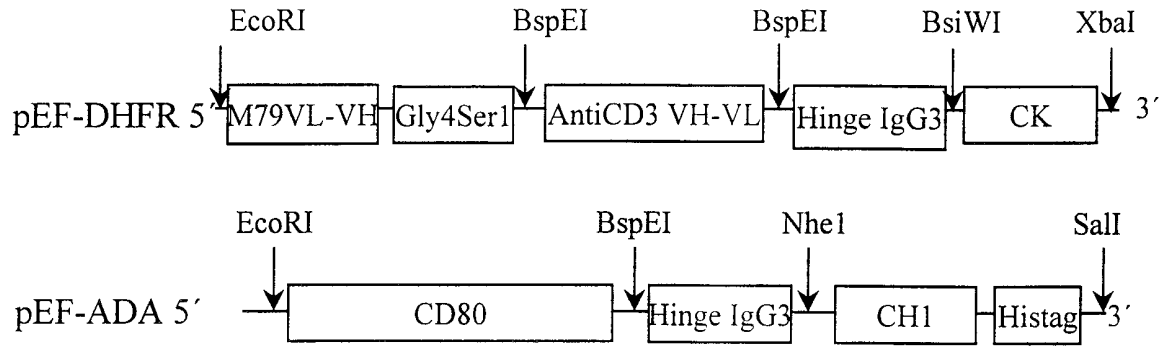 EcoRI BspEI BspEI BsiWI XbaI
pEF-DHFR 5´ M79VL-VH Gly4Ser1 AntiCD3 VH-VL Hinge IgG3 CK 3´
EcoRI BspEI Nhe1 SalI
pEF-ADA 5´ CD80 Hinge IgG3 CH1 Histag 3´